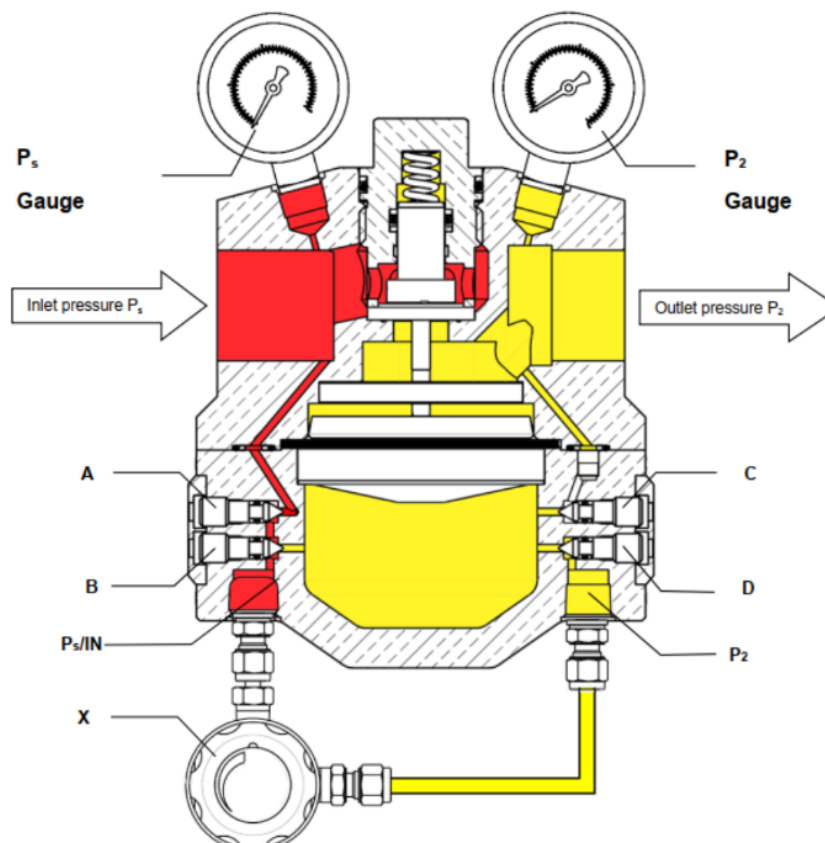 Pₛ
Gauge
P₂
Gauge
Inlet pressure Pₛ
Outlet pressure P₂
A
C
B
D
Pₛ/IN
P₂
X